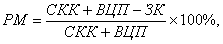 РМ = (СКК + ВЦП − ЗК) / (СКК + ВЦП) × 100%,